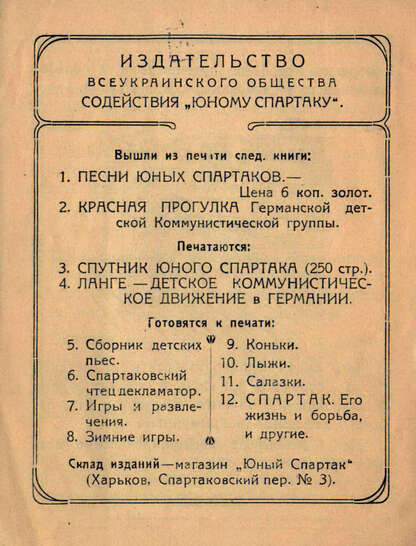 ИЗДАТЕЛЬСТВО
ВСЕУКРАИНСКОГО ОБЩЕСТВА
СОДЕЙСТВИЯ „ЮНОМУ СПАРТАКУ“.
Вышли из печати след. книги:
1. ПЕСНИ ЮНЫХ СПАРТАКОВ.—
Цена 6 коп. золот.
2. КРАСНАЯ ПРОГУЛКА Германской дет-
ской Коммунистической группы.
Печатаются:
3. СПУТНИК ЮНОГО СПАРТАКА (250 стр.).
4. ЛАНГЕ—ДЕТСКОЕ КОММУНИСТИЧЕС-
КОЕ ДВИЖЕНИЕ в ГЕРМАНИИ.
Готовятся к печати:
5. Сборник детских
пьес.
6. Спартаковский
чтец декламатор.
7. Игры и развле-
чения.
8. Зимние игры.
9. Коньки.
10. Лыжи.
11. Салазки.
12. СПАРТАК. Его
жизнь и борьба,
и другие.
Склад изданий—магазин „Юный Спартак“
(Харьков, Спартаковский пер. № 3).